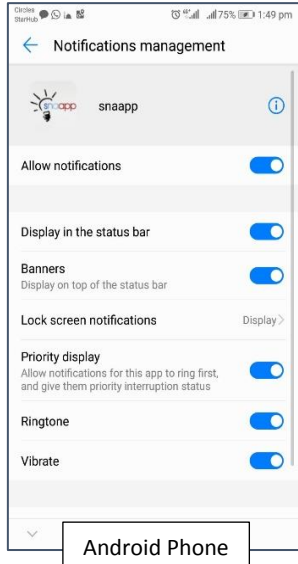 Circles
StarHub
75% 1:49 pm
Notifications management
snaapp
snaapp
Allow notifications
Display in the status bar
Banners
Display on top of the status bar
Lock screen notifications Display
Priority display
Allow notifications for this app to ring first,
and give them priority interruption status
Ringtone
Vibrate
Android Phone